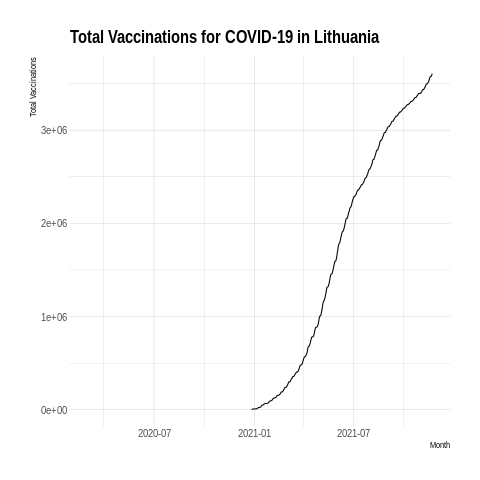 Total Vaccinations for COVID-19 in Lithuania
Total Vaccinations
3e+06
2e+06
1e+06
0e+00
2020-07
2021-01
2021-07
Month